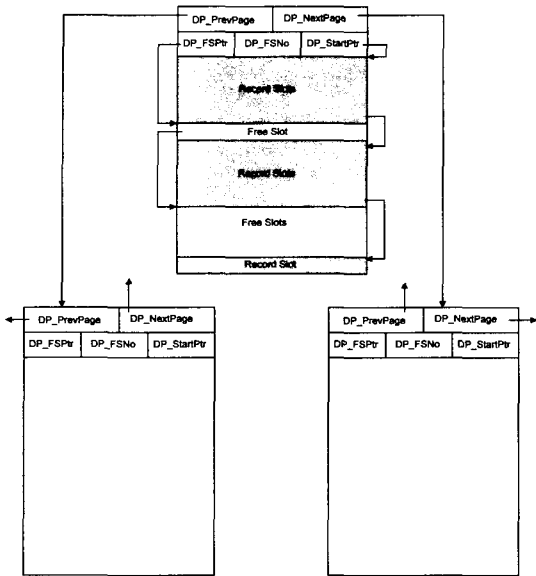 DP_PrevPage DP_NextPage
DP_FSPtr DP_FSNo DP_StartPtr
Record Slots
Free Slot
Record Slots
Free Slots
Record Slot
DP_PrevPage DP_NextPage
DP_FSPtr DP_FSNo DP_StartPtr
DP_PrevPage DP_NextPage
DP_FSPtr DP_FSNo DP_StartPtr